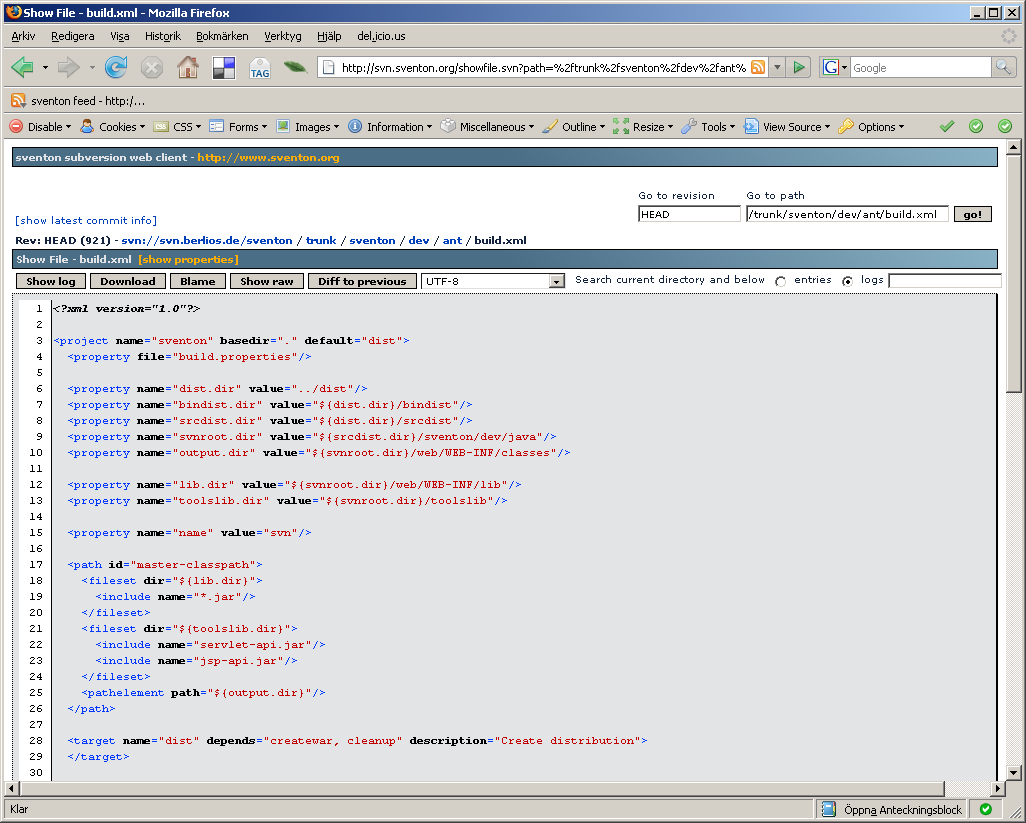 Show File - build.xml - Mozilla Firefox
Arkiv Redigera Visa Historik Bokmärken Verktyg Hjälp del.icio.us
TAG http://svn.sventon.org/showfile.svn?path=%2ftrunk%2fsventon%2fdev%2fant% G Google
sventon feed - http:/...
Disable Cookies CSS Forms Images Information Miscellaneous Outline Resize Tools View Source Options
sventon subversion web client - http://www.sventon.org
Go to revision Go to path
[show latest commit info] HEAD /trunk/sventon/dev/ant/build.xml go!
Rev: HEAD (921) - svn://svn.berlios.de/sventon / trunk / sventon / dev / ant / build.xml
Show File - build.xml [show properties]
Show log Download Blame Show raw Diff to previous UTF-8 Search current directory and below entries logs
1 <?xml version="1.0"?>
2
3 <project name="sventon" basedir="." default="dist">
4   <property file="build.properties"/>
5
6   <property name="dist.dir" value="../dist"/>
7   <property name="bindist.dir" value="${dist.dir}/bindist"/>
8   <property name="srcdist.dir" value="${dist.dir}/srcdist"/>
9   <property name="svnroot.dir" value="${srcdist.dir}/sventon/dev/java"/>
10   <property name="output.dir" value="${svnroot.dir}/web/WEB-INF/classes"/>
11
12   <property name="lib.dir" value="${svnroot.dir}/web/WEB-INF/lib"/>
13   <property name="toolslib.dir" value="${svnroot.dir}/toolslib"/>
14
15   <property name="name" value="svn"/>
16
17   <path id="master-classpath">
18     <fileset dir="${lib.dir}">
19       <include name="*.jar"/>
20     </fileset>
21     <fileset dir="${toolslib.dir}">
22       <include name="servlet-api.jar"/>
23       <include name="jsp-api.jar"/>
24     </fileset>
25     <pathelement path="${output.dir}"/>
26   </path>
27
28   <target name="dist" depends="createwar, cleanup" description="Create distribution">
29   </target>
30
Klar Öppna Anteckningsblock